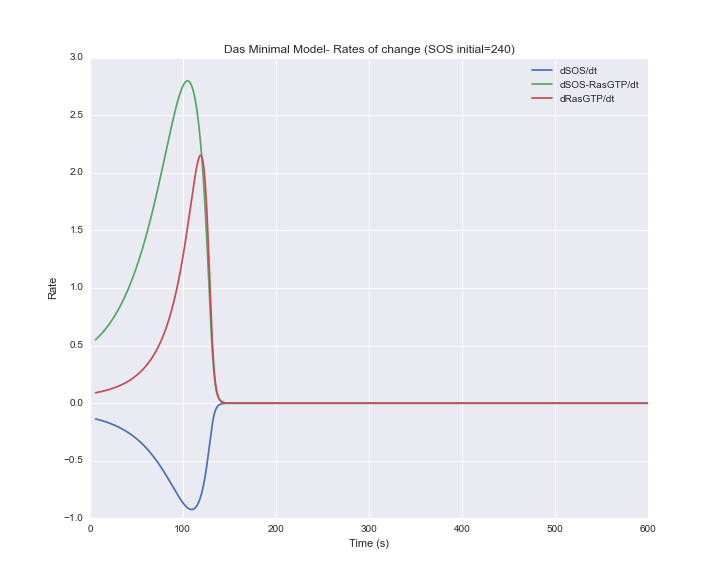 Das Minimal Model- Rates of change (SOS initial=240)
3.0
2.5
2.0
1.5
1.0
0.5
0.0
−0.5
−1.0
Rate
dSOS/dt
dSOS-RasGTP/dt
dRasGTP/dt
0 100 200 300 400 500 600
Time (s)